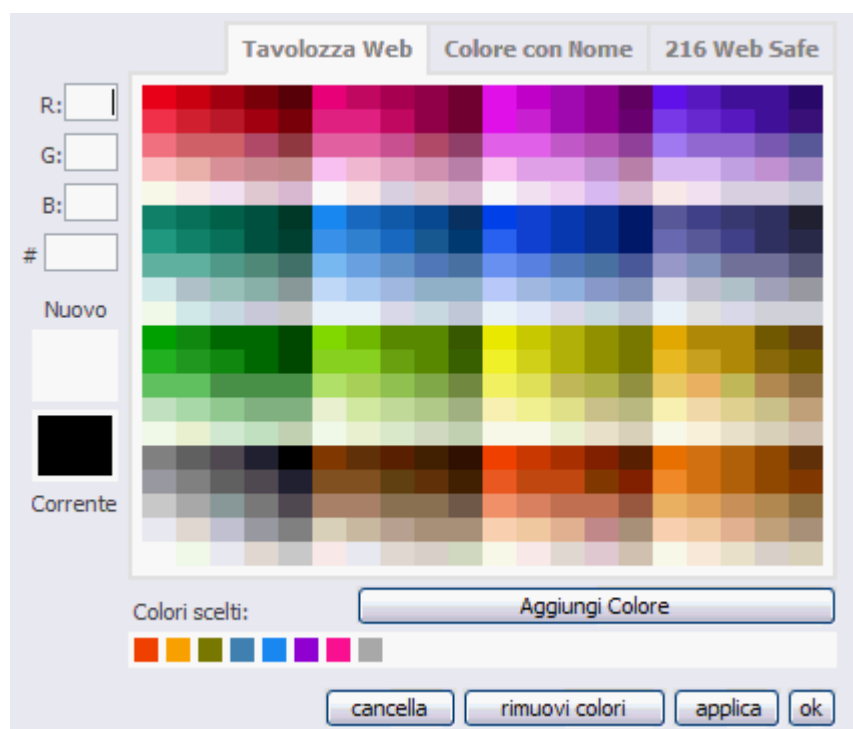 Tavolozza Web Colore con Nome 216 Web Safe
R:
G:
B:
#
Nuovo
Corrente
Colori scelti: Aggiungi Colore
cancella rimuovi colori applica ok